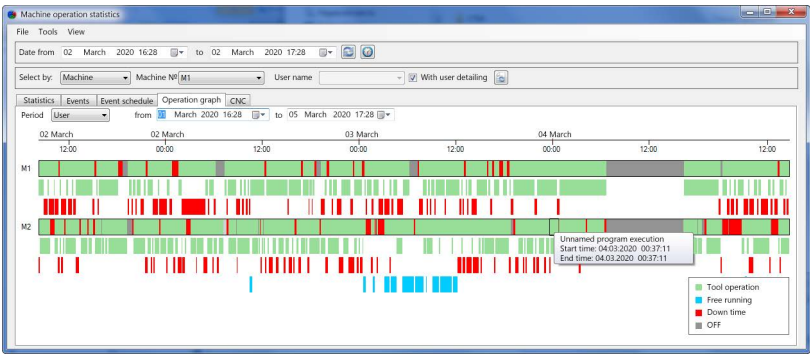 Machine operation statistics
File Tools View
Date from 02 March 2020 16:28 to 02 March 2020 17:28
Select by: Machine Machine Nº M1 User name With user detailing
Statistics Events Event schedule Operation graph CNC
Period User from 01 March 2020 16:28 to 05 March 2020 17:28
02 March 02 March 03 March 04 March
12:00 00:00 12:00 00:00 12:00 00:00 12:00 12:00
M1
M2
Unnamed program execution
Start time: 04.03:2020 00:37:11
End time: 04.03.2020 00:37:11
Tool operation
Free running
Down time
OFF